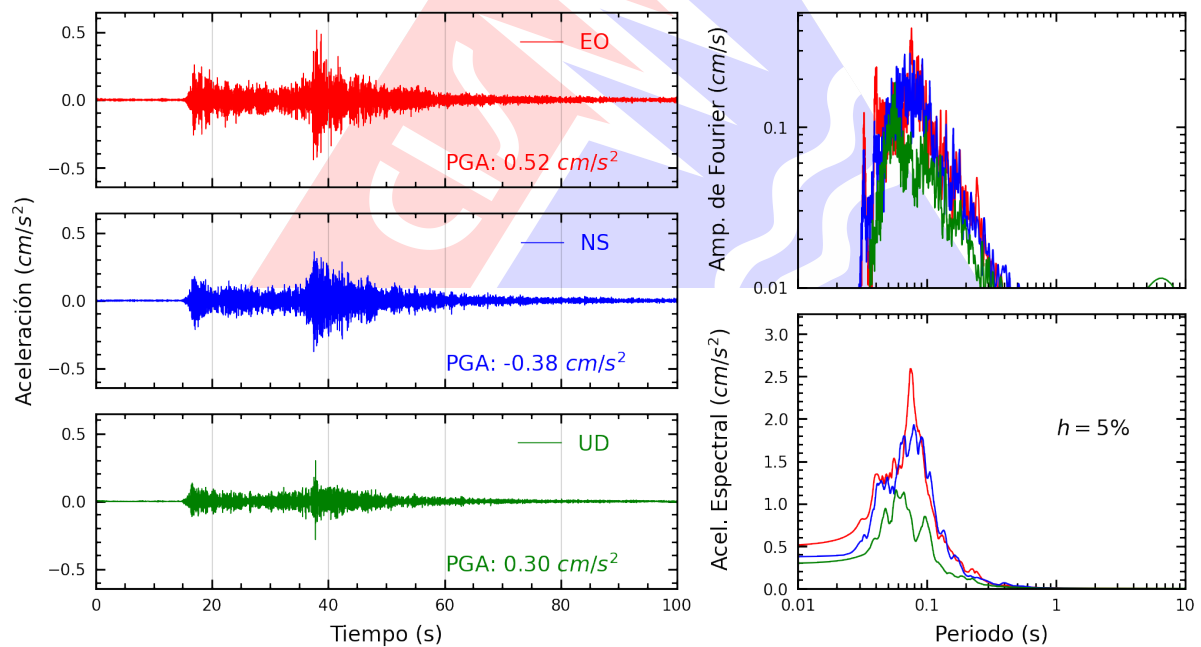 Aceleración (cm/s²)
0.5
0.0
−0.5
EO
PGA: 0.52 cm/s²
0.5
0.0
−0.5
NS
PGA: -0.38 cm/s²
0.5
0.0
−0.5
UD
PGA: 0.30 cm/s²
0
20
40
60
80
100
Tiempo (s)
Amp. de Fourier (cm/s)
0.1
0.01
Acel. Espectral (cm/s²)
3.0
2.5
2.0
1.5
1.0
0.5
0.0
h = 5%
0.01
0.1
1
10
Periodo (s)